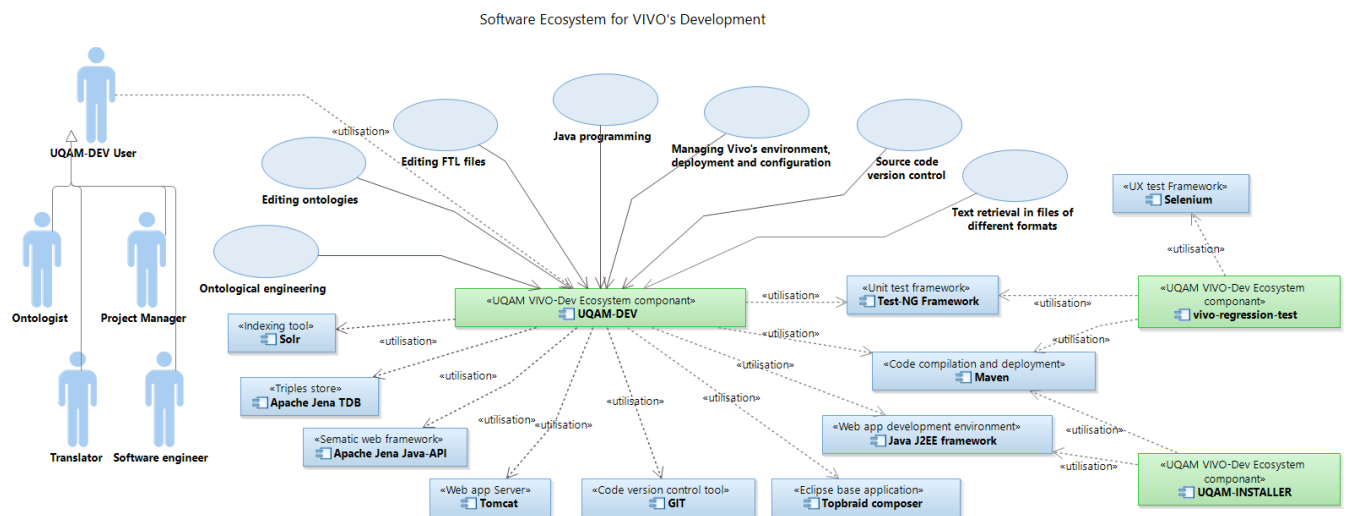 Software Ecosystem for VIVO's Development
UQAM-DEV User
«utilisation»
Java programming
Editing FTL files
Managing Vivo's environment,
deployment and configuration
Source code
version control
Editing ontologies
Text retrieval in files of
different formats
«UX test Framework»
Selenium
«utilisation»
Ontological engineering
Ontologist
Project Manager
«UQAM VIVO-Dev Ecosystem componant»
UQAM-DEV
«utilisation»
«Unit test framework»
Test-NG Framework
«utilisation»
«UQAM VIVO-Dev Ecosystem
componant»
vivo-regression-test
«Indexing tool»
Solr
«utilisation»
«utilisation»
«utilisation»
«Code compilation and deployement»
Maven
«Triples store»
Apache Jena TDB
«utilisation»
«utilisation»
«utilisation»
«utilisation»
«utilisation»
«utilisation»
«utilisation»
«Sematic web framework»
Apache Jena Java-API
«Web app development environment»
Java J2EE framework
«utilisation»
«utilisation»
Translator
Software engineer
«Web app Server»
Tomcat
«Code version control tool»
GIT
«Eclipse base application»
Topbraid composer
«UQAM VIVO-Dev Ecosystem
componant»
UQAM-INSTALLER